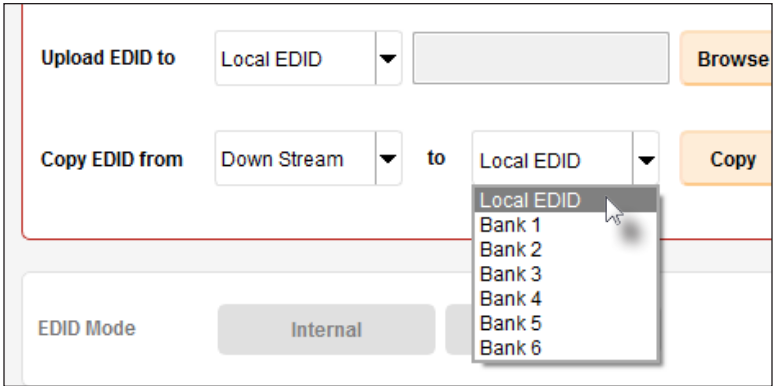 Upload EDID to Local EDID Browse
Copy EDID from Down Stream to Local EDID Copy
Local EDID
Bank 1
Bank 2
Bank 3
Bank 4
Bank 5
Bank 6
EDID Mode Internal